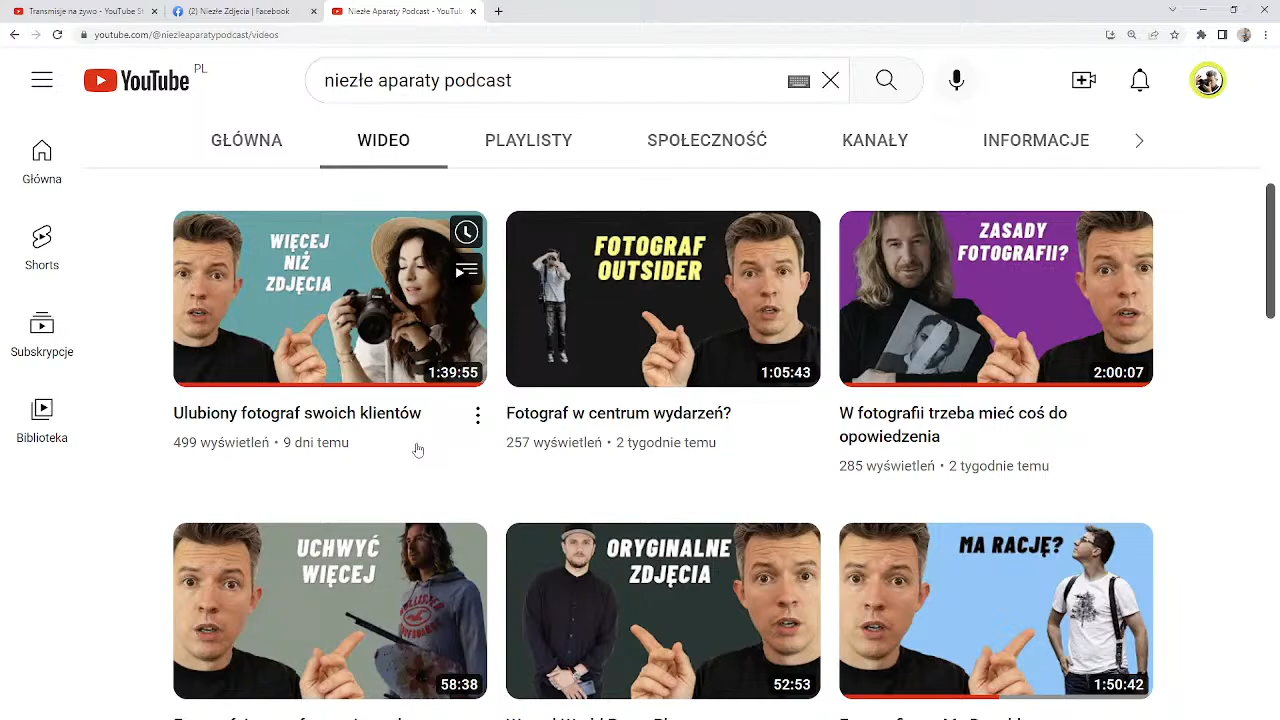 Transmisje na żywo - YouTube St
(2) Niezłe Zdjęcia | Facebook
Niezłe Aparaty Podcast - YouTub
youtube.com/@niezleaparatypodcast/videos
YouTube PL
niezłe aparaty podcast
GŁÓWNA
WIDEO
PLAYLISTY
SPOŁECZNOŚĆ
KANAŁY
INFORMACJE
Główna
Shorts
Subskrypcje
Biblioteka
WIĘCEJ
NIŻ
ZDJĘCIA
1:39:55
Ulubiony fotograf swoich klientów
499 wyświetleń • 9 dni temu
FOTOGRAF
OUTSIDER
1:05:43
Fotograf w centrum wydarzeń?
257 wyświetleń • 2 tygodnie temu
ZASADY
FOTOGRAFII?
2:00:07
W fotografii trzeba mieć coś do
opowiedzenia
285 wyświetleń • 2 tygodnie temu
UCHWYĆ
WIĘCEJ
58:38
ORYGINALNE
ZDJĘCIA
52:53
MA RACJĘ?
1:50:42